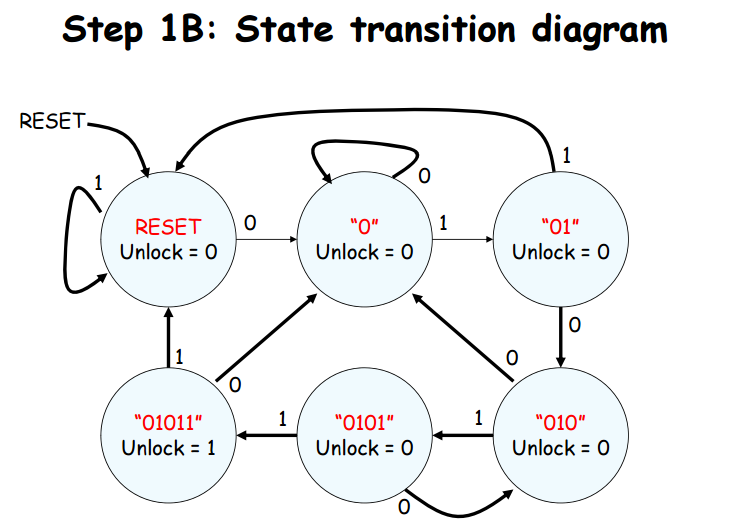 Step 1B: State transition diagram
RESET
1
1
0
RESET
Unlock = 0
0
“0”
Unlock = 0
1
“01”
Unlock = 0
0
1
0
0
“01011”
Unlock = 1
1
“0101”
Unlock = 0
1
“010”
Unlock = 0
0